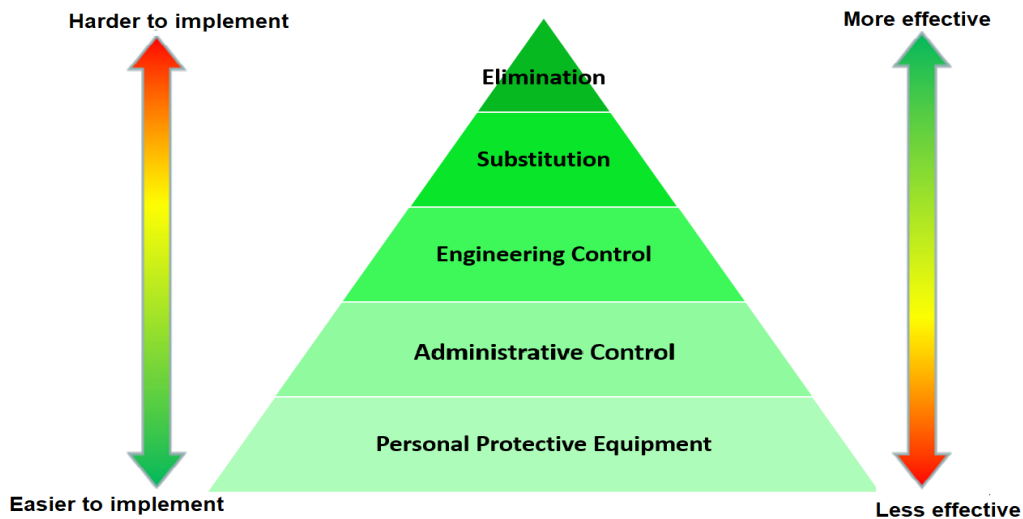 Harder to implement
More effective
Elimination
Substitution
Engineering Control
Administrative Control
Personal Protective Equipment
Easier to implement
Less effective